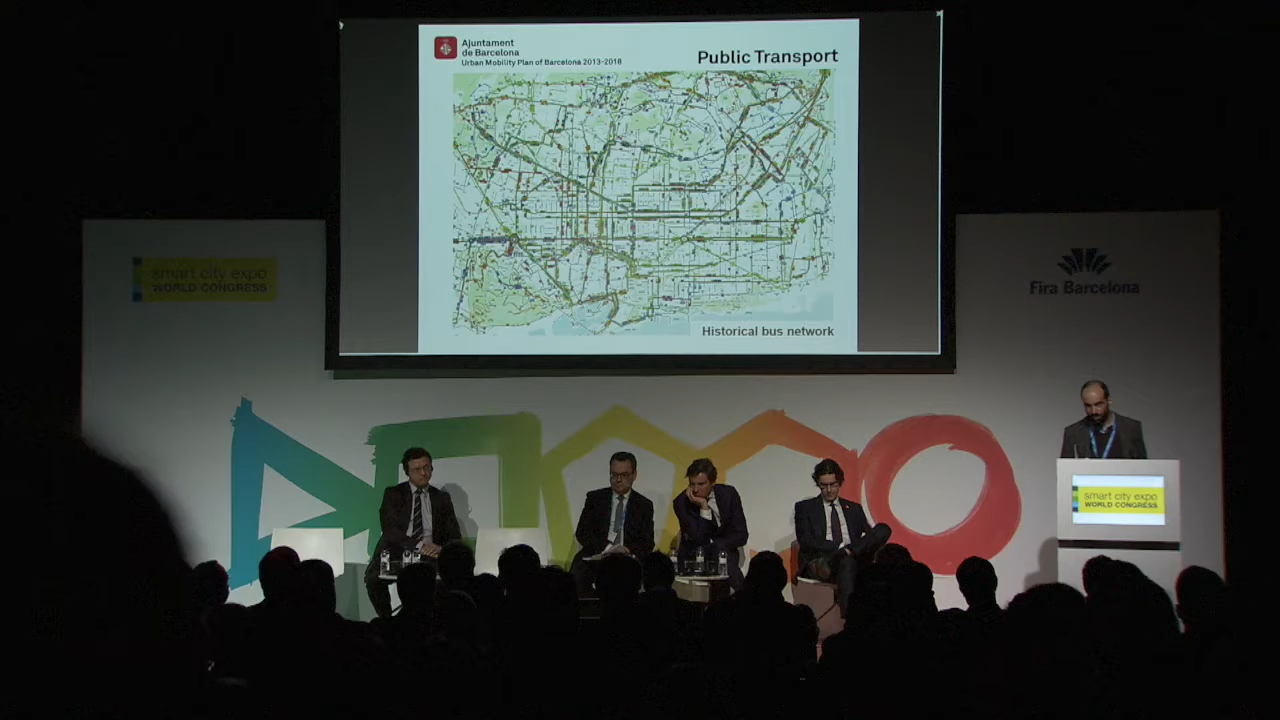 Ajuntament
de Barcelona
Urban Mobility Plan of Barcelona 2013-2018
Public Transport
Historical bus network
smart city expo
WORLD CONGRESS
Fira Barcelona
smart city expo
WORLD CONGRESS